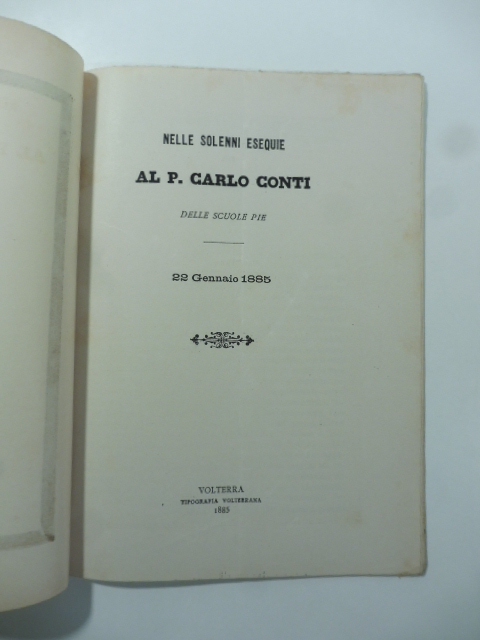 NELLE SOLENNI ESEQUIE
AL P. CARLO CONTI
DELLE SCUOLE PIE
22 Gennaio 1885
VOLTERRA
TIPOGRAFIA VOLTERRANA
1885